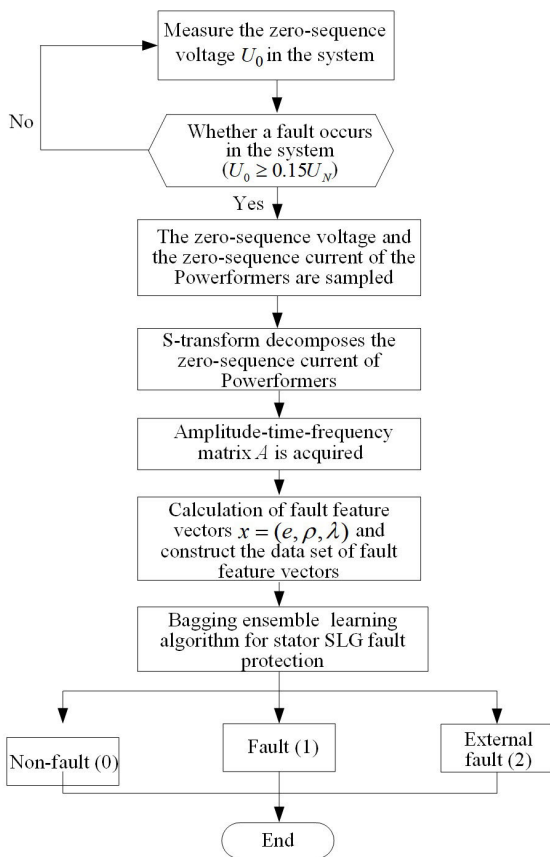 Measure the zero-sequence
voltage U₀ in the system
No
Whether a fault occurs
in the system
(U₀ ≥ 0.15U_N)
Yes
The zero-sequence voltage and
the zero-sequence current of the
Powerformers are sampled
S-transform decomposes the
zero-sequence current of
Powerformers
Amplitude-time-frequency
matrix A is acquired
Calculation of fault feature
vectors x = (e, ρ, λ) and
construct the data set of fault
feature vectors
Bagging ensemble learning
algorithm for stator SLG fault
protection
Non-fault (0)
Fault (1)
External
fault (2)
End